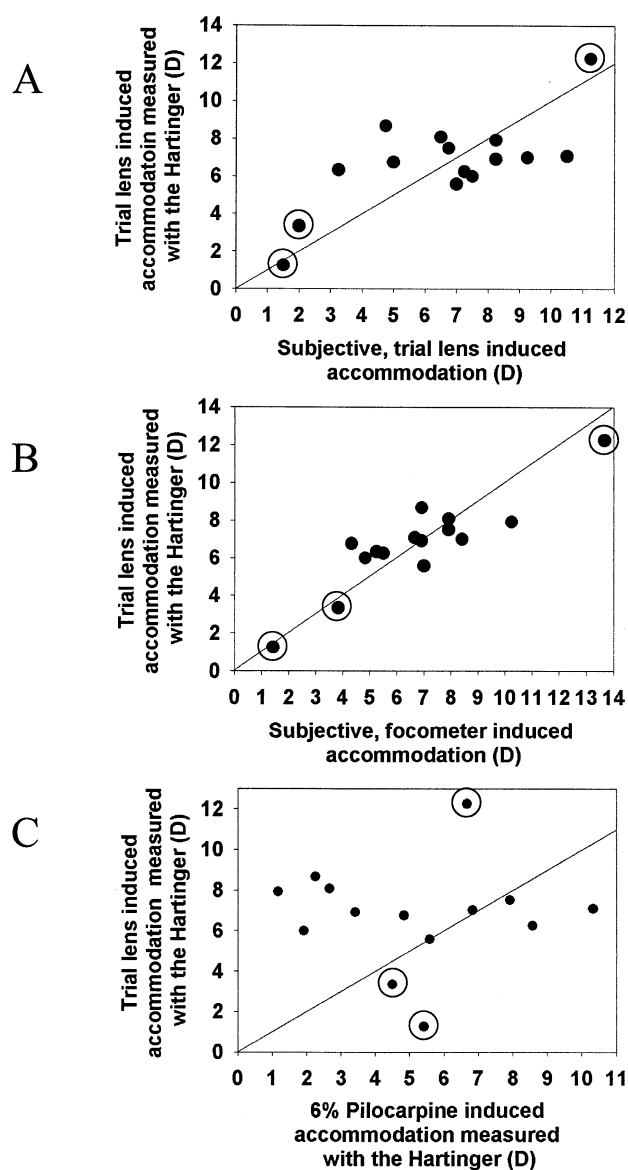 A
Trial lens induced
accommodatoin measured
with the Hartinger (D)
14
12
10
8
6
4
2
0
0 1 2 3 4 5 6 7 8 9 10 11 12
Subjective, trial lens induced
accommodation (D)
B
Trial lens induced
accommodation measured
with the Hartinger (D)
14
12
10
8
6
4
2
0
0 1 2 3 4 5 6 7 8 9 10 11 12 13 14
Subjective, focometer induced
accommodation (D)
C
Trial lens induced
accommodation measured
with the Hartinger (D)
12
10
8
6
4
2
0
0 1 2 3 4 5 6 7 8 9 10 11
6% Pilocarpine induced
accommodation measured
with the Hartinger (D)